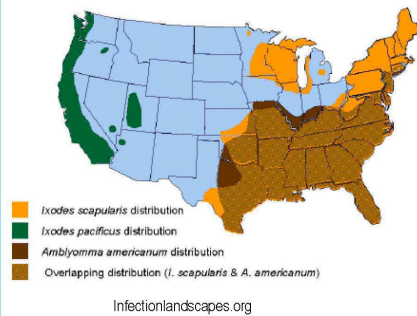 Ixodes scapularis distribution
Ixodes pacificus distribution
Amblyomma americanum distribution
Overlapping distribution (I. scapularis & A. americanum)
Infectionlandscapes.org